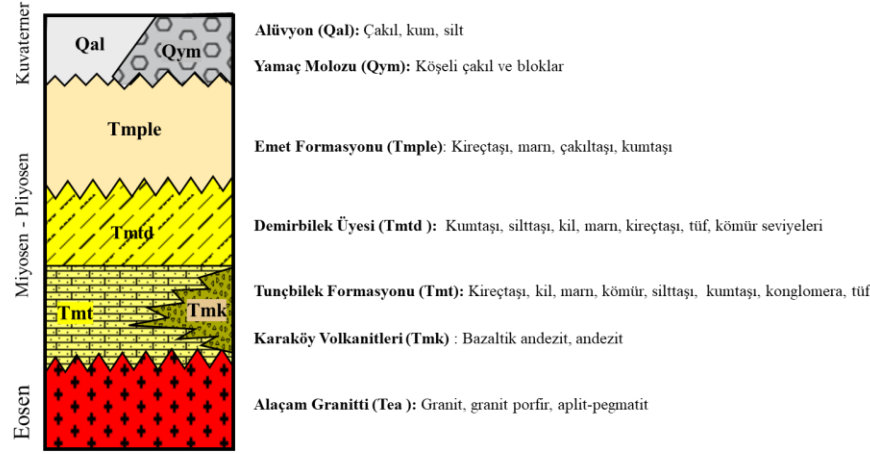 Kuvaterner
Qal
Qym
Alüvyon (Qal): Çakıl, kum, silt
Yamaç Molozu (Qym): Köşeli çakıl ve bloklar
Miyosen - Pliyosen
Tmple
Emet Formasyonu (Tmple): Kireçtaşı, marn, çakıltaşı, kumtaşı
Tmtd
Demirbilek Üyesi (Tmtd ): Kumtaşı, silttaşı, kil, marn, kireçtaşı, tüf, kömür seviyeleri
Tmt
Tmk
Tunçbilek Formasyonu (Tmt): Kireçtaşı, kil, marn, kömür, silttaşı, kumtaşı, konglomera, tüf
Karaköy Volkanitleri (Tmk) : Bazaltik andezit, andezit
Eosen
Alaçam Granitti (Tea ): Granit, granit porfir, aplit-pegmatit